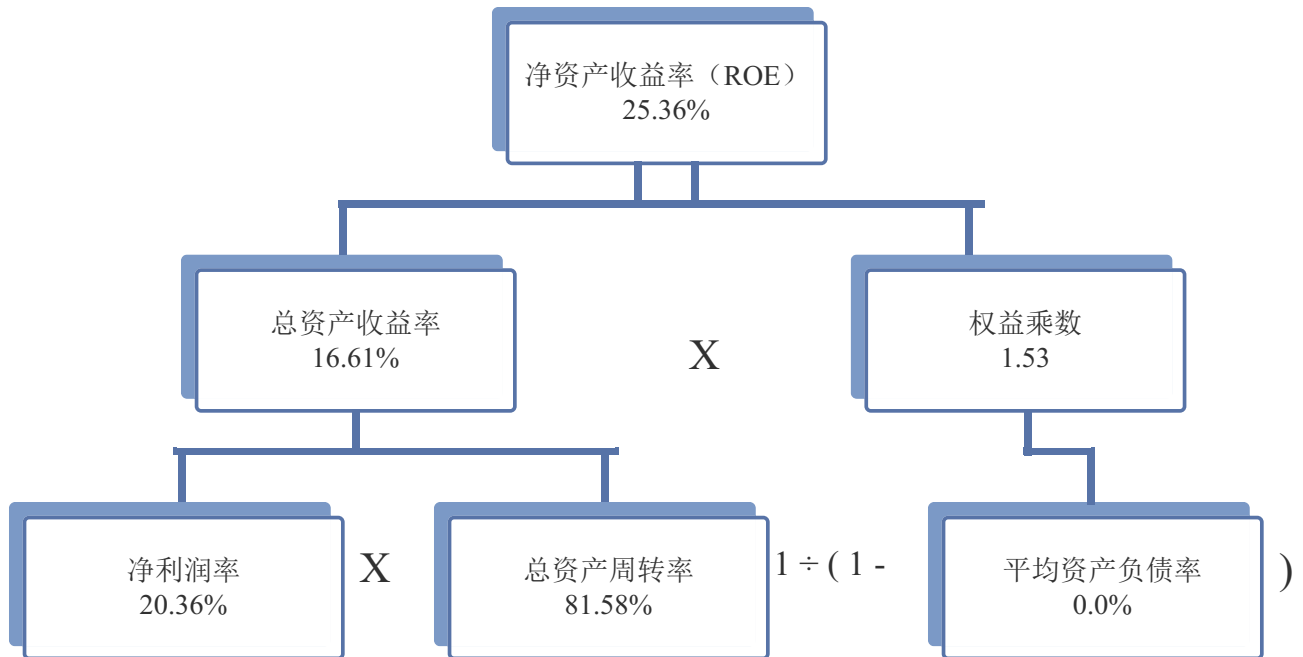 净资产收益率（ROE）
25.36%
总资产收益率
16.61%
X
权益乘数
1.53
净利润率
20.36%
X
总资产周转率
81.58%
1 ÷ ( 1 -
平均资产负债率
0.0%
)